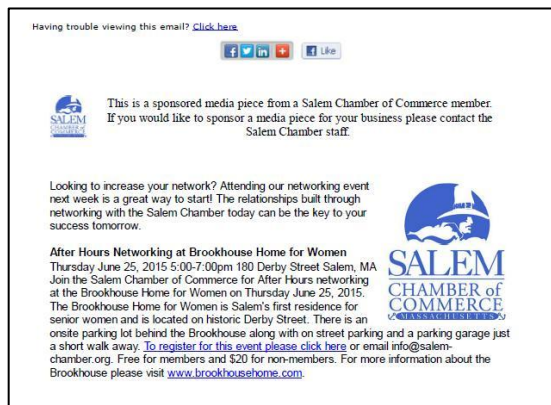 Having trouble viewing this email? Click here
Like
This is a sponsored media piece from a Salem Chamber of Commerce member.
If you would like to sponsor a media piece for your business please contact the
Salem Chamber staff.
SALEM
Looking to increase your network? Attending our networking event
next week is a great way to start! The relationships built through
networking with the Salem Chamber today can be the key to your
success tomorrow.
After Hours Networking at Brookhouse Home for Women
Thursday June 25, 2015 5:00-7:00pm 180 Derby Street Salem, MA
Join the Salem Chamber of Commerce for After Hours networking
at the Brookhouse Home for Women on Thursday June 25, 2015.
The Brookhouse Home for Women is Salem's first residence for
senior women and is located on historic Derby Street. There is an
onsite parking lot behind the Brookhouse along with on street parking and a parking garage just
a short walk away. To register for this event please click here or email info@salem-
chamber.org. Free for members and $20 for non-members. For more information about the
Brookhouse please visit www.brookhousehome.com.
SALEM
CHAMBER of
COMMERCE
MASSACHUSETTS